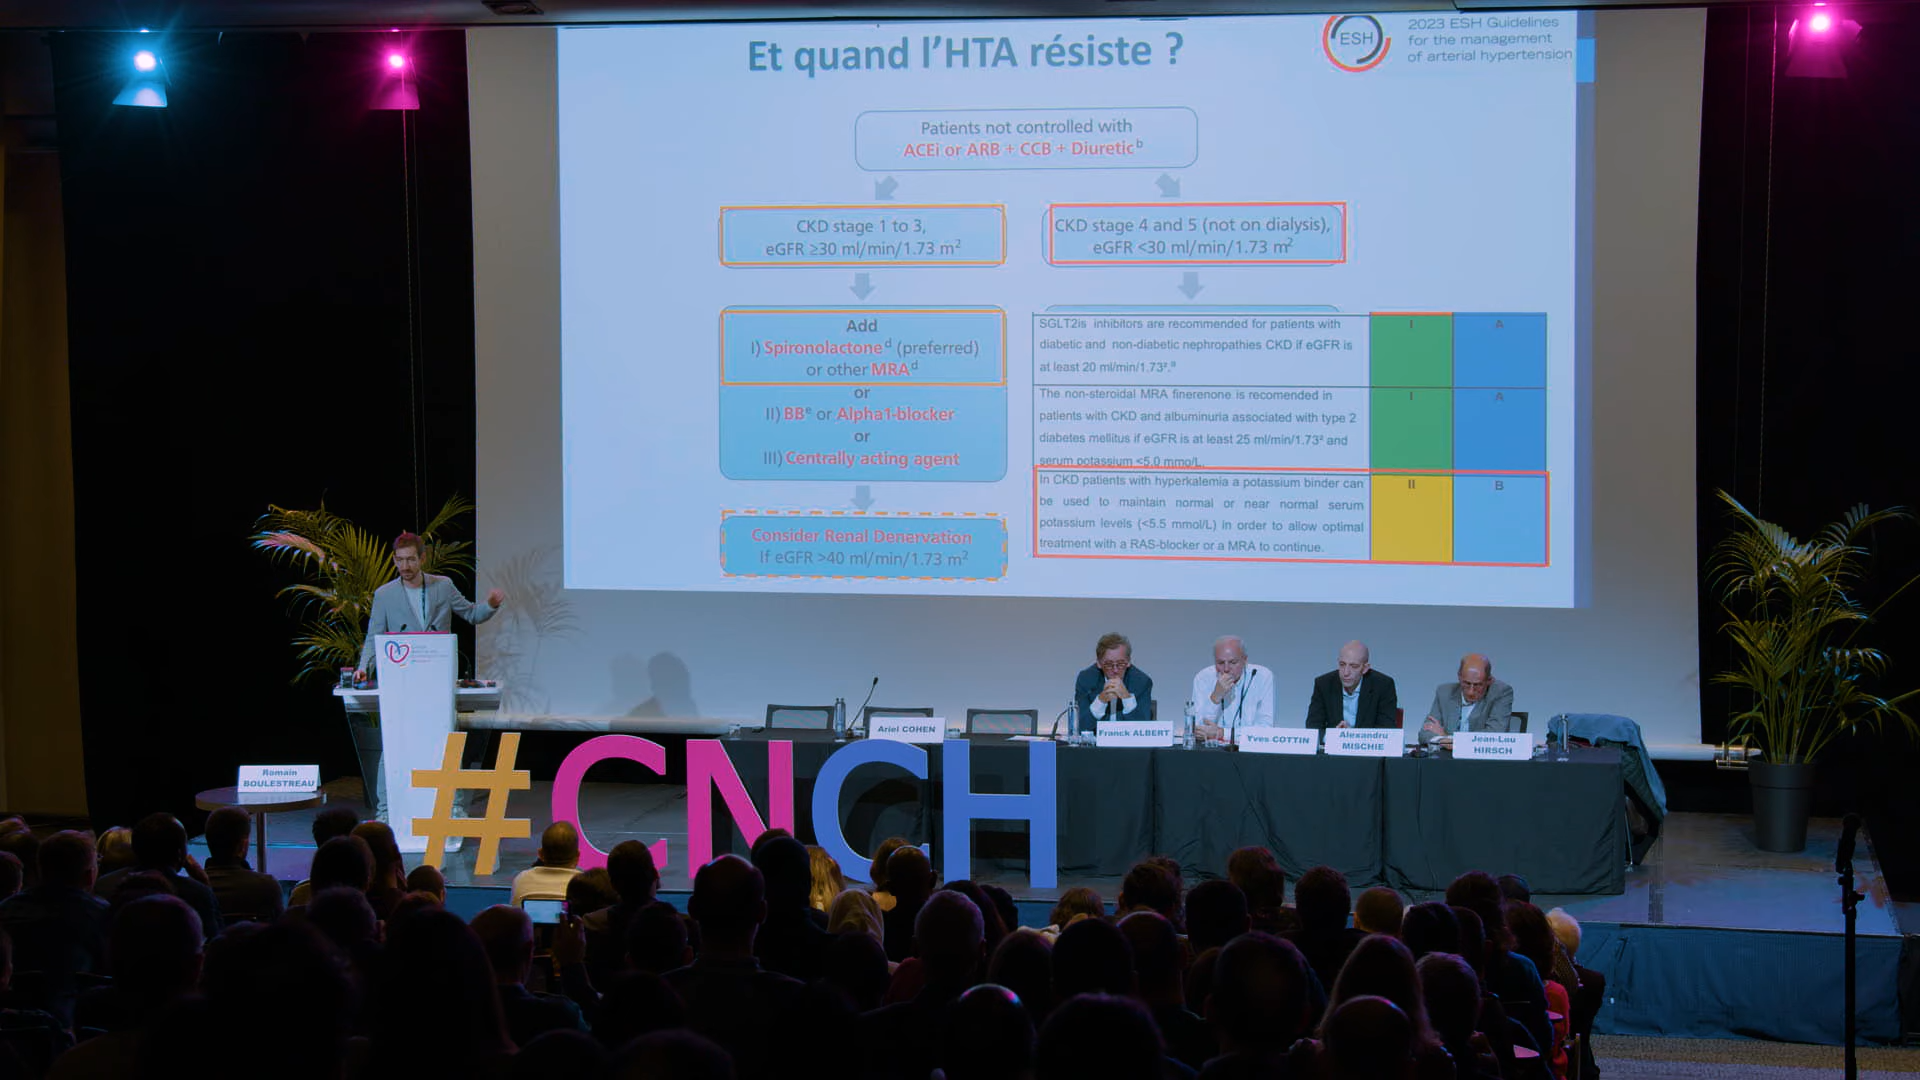 Et quand l’HTA résiste ?
ESH
2023 ESH Guidelines
for the management
of arterial hypertension
Patients not controlled with
ACEi or ARB + CCB + Diuretic b
CKD stage 1 to 3,
eGFR ≥30 ml/min/1.73 m²
CKD stage 4 and 5 (not on dialysis),
eGFR <30 ml/min/1.73 m²
Add
I) Spironolactone d (preferred)
or other MRA d
or
II) BB e or Alpha1-blocker
or
III) Centrally acting agent
Consider Renal Denervation
If eGFR >40 ml/min/1.73 m²
SGLT2is inhibitors are recommended for patients with
diabetic and non-diabetic nephropathies CKD if eGFR is
at least 20 ml/min/1.73².
I
A
The non-steroidal MRA finerenone is recomended in
patients with CKD and albuminuria associated with type 2
diabetes mellitus if eGFR is at least 25 ml/min/1.73² and
serum potassium <5.0 mmo/L.
I
A
In CKD patients with hyperkalemia a potassium binder can
be used to maintain normal or near normal serum
potassium levels (<5.5 mmol/L) in order to allow optimal
treatment with a RAS-blocker or a MRA to continue.
II
B
Ariel COHEN
Franck ALBERT
Yves COTTIN
Alexandru
MISCHIE
Jean-Lou
HIRSCH
Romain
BOULESTREAU
#CNCH